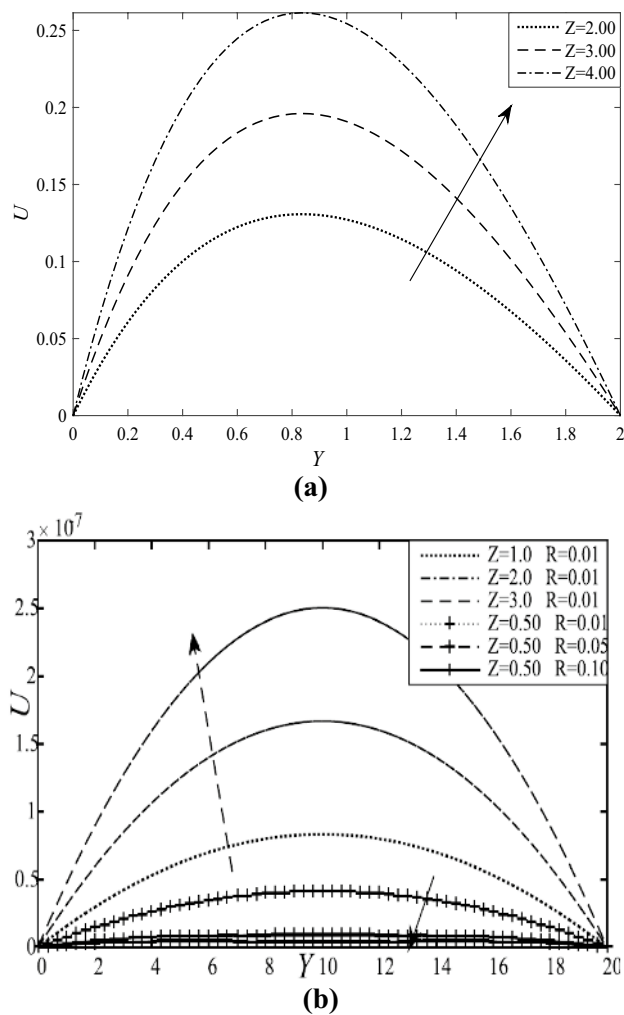 0.25
0.2
0.15
0.1
0.05
0
U
Z=2.00
Z=3.00
Z=4.00
0 0.2 0.4 0.6 0.8 1 1.2 1.4 1.6 1.8 2
Y
(a)
3 × 10⁻⁷
2.5
2
1.5
1
0.5
0
U
Z=1.0 R=0.01
Z=2.0 R=0.01
Z=3.0 R=0.01
Z=0.50 R=0.01
Z=0.50 R=0.05
Z=0.50 R=0.10
0 2 4 6 8 Y 10 12 14 16 18 20
(b)